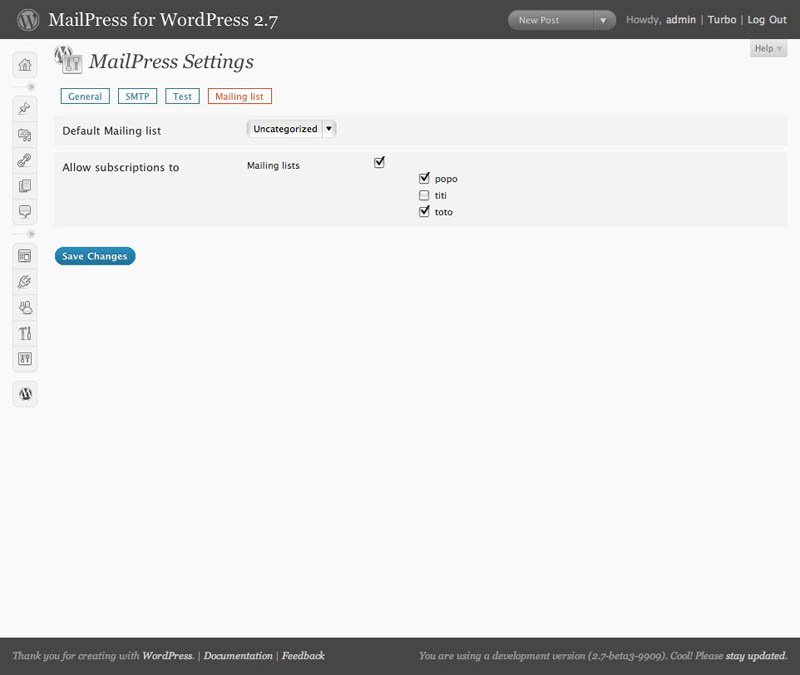 MailPress for WordPress 2.7
New Post
Howdy, admin | Turbo | Log Out
MailPress Settings
Help
General SMTP Test Mailing list
Default Mailing list Uncategorized
Allow subscriptions to Mailing lists
popo
titi
toto
Save Changes
Thank you for creating with WordPress. | Documentation | Feedback
You are using a development version (2.7-beta3-9909). Cool! Please stay updated.